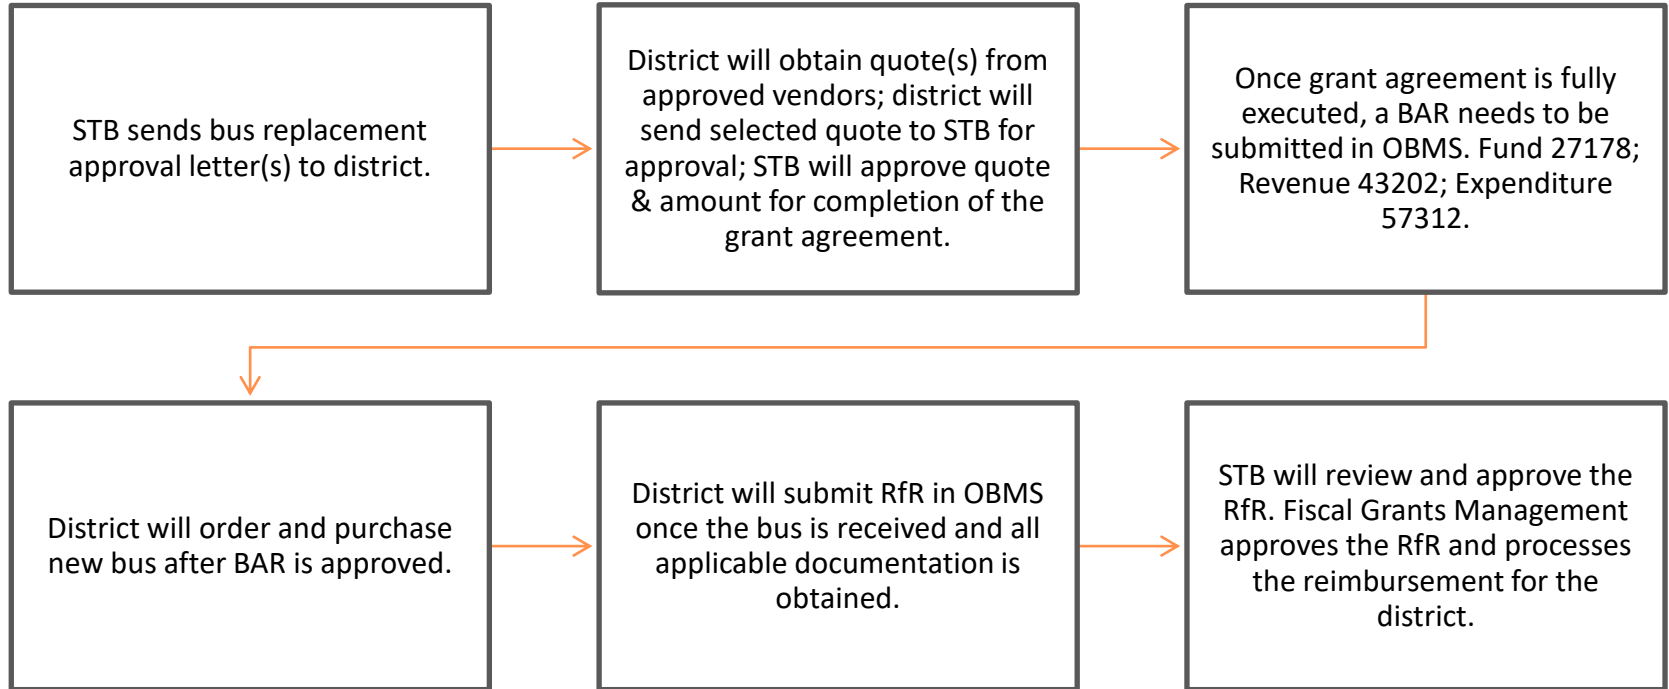 STB sends bus replacement
approval letter(s) to district.
District will obtain quote(s) from
approved vendors; district will
send selected quote to STB for
approval; STB will approve quote
& amount for completion of the
grant agreement.
Once grant agreement is fully
executed, a BAR needs to be
submitted in OBMS. Fund 27178;
Revenue 43202; Expenditure
57312.
District will order and purchase
new bus after BAR is approved.
District will submit RfR in OBMS
once the bus is received and all
applicable documentation is
obtained.
STB will review and approve the
RfR. Fiscal Grants Management
approves the RfR and processes
the reimbursement for the
district.